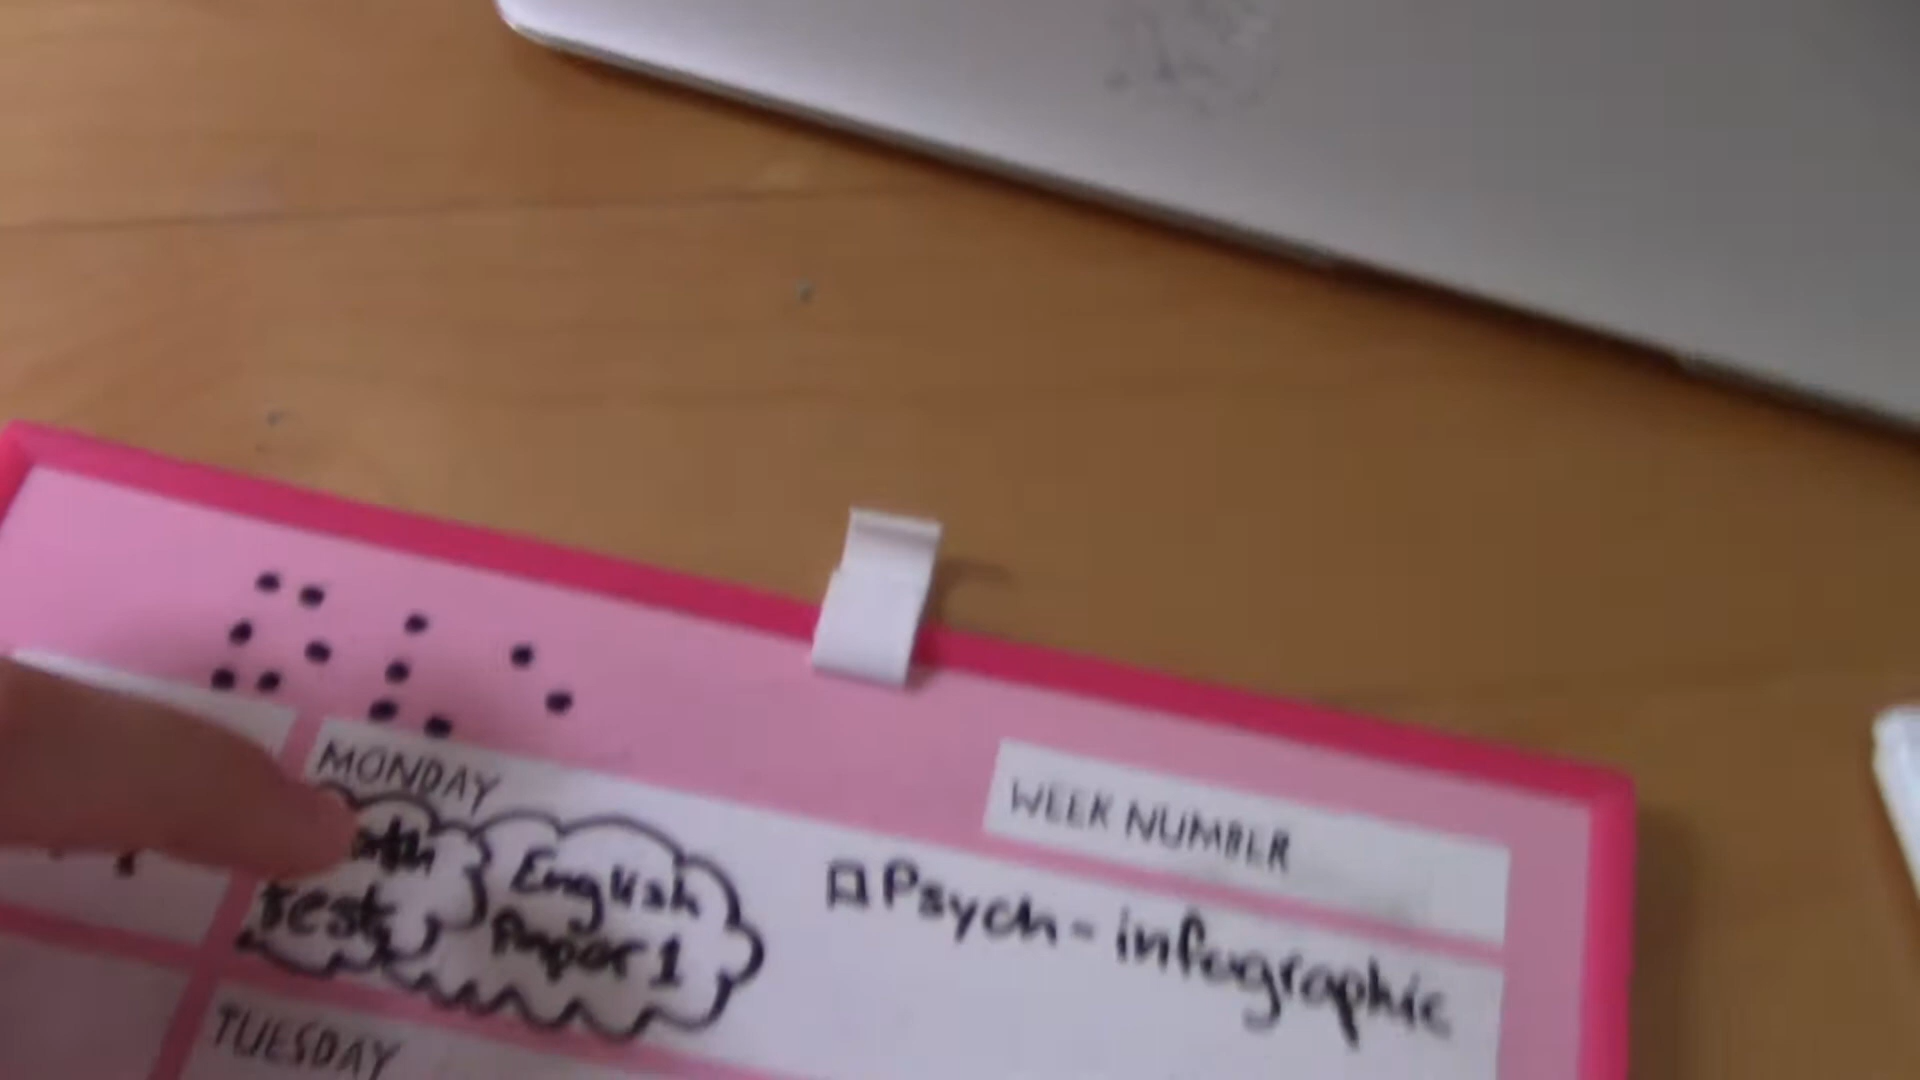 MONDAY
WEEK NUMBER
test
English
Paper 1
Psych - infographic
TUESDAY